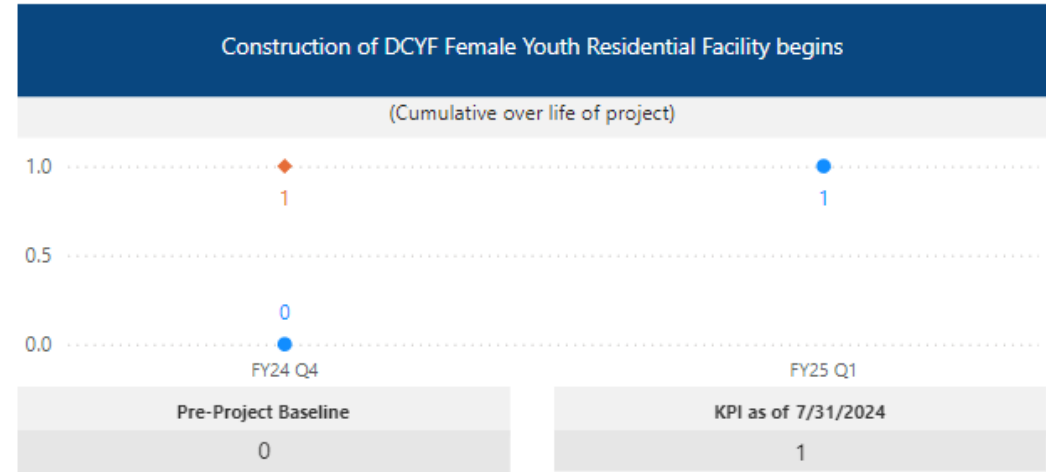 Construction of DCYF Female Youth Residential Facility begins
(Cumulative over life of project)
1.0
1
1
0.5
0
0.0
FY24 Q4 FY25 Q1
Pre-Project Baseline KPI as of 7/31/2024
0 1